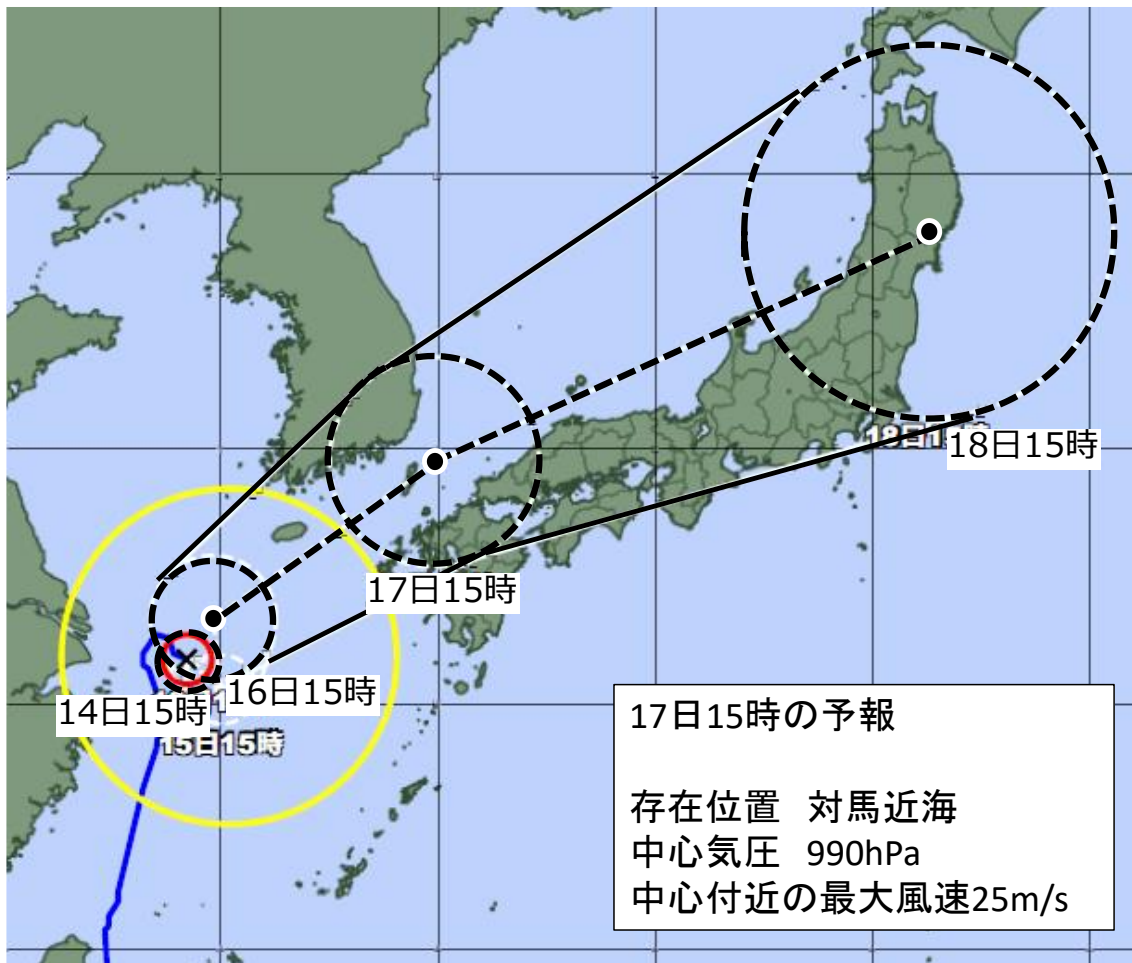 18日15時
17日15時
16日15時
14日15時
15日15時
17日15時の予報
存在位置 対馬近海
中心気圧 990hPa
中心付近の最大風速25m/s